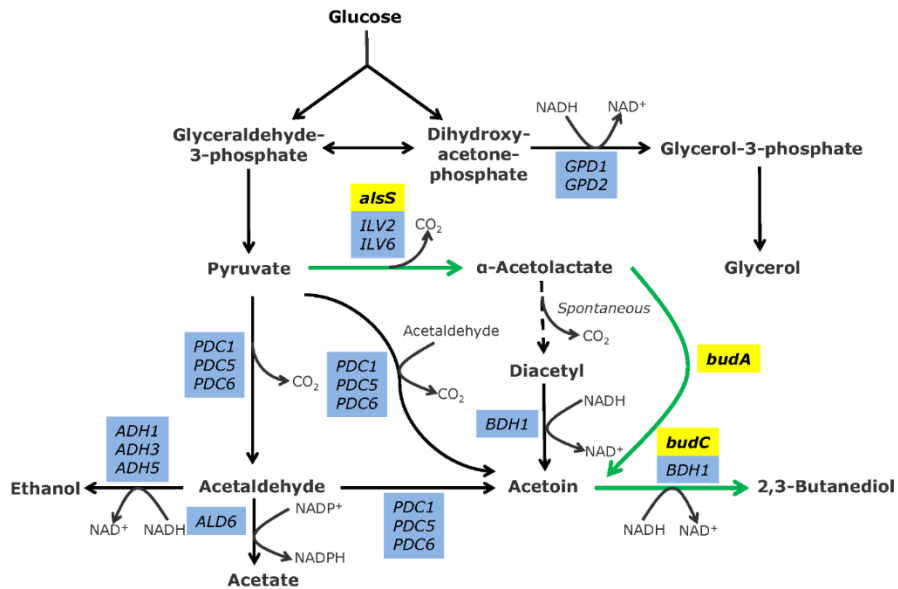 Glucose
NADH
NAD⁺
Glyceraldehyde-
3-phosphate
Dihydroxy-
acetone-
phosphate
Glycerol-3-phosphate
GPD1
GPD2
alsS
ILV2
ILV6
CO₂
Pyruvate
α-Acetolactate
Glycerol
Spontaneous
CO₂
Acetaldehyde
PDC1
PDC5
PDC6
CO₂
PDC1
PDC5
PDC6
CO₂
Diacetyl
budA
BDH1
NADH
NAD⁺
ADH1
ADH3
ADH5
budC
BDH1
Ethanol
Acetaldehyde
Acetoin
2,3-Butanediol
NAD⁺
NADH
ALD6
NADP⁺
NADPH
PDC1
PDC5
PDC6
NADH
NAD⁺
Acetate